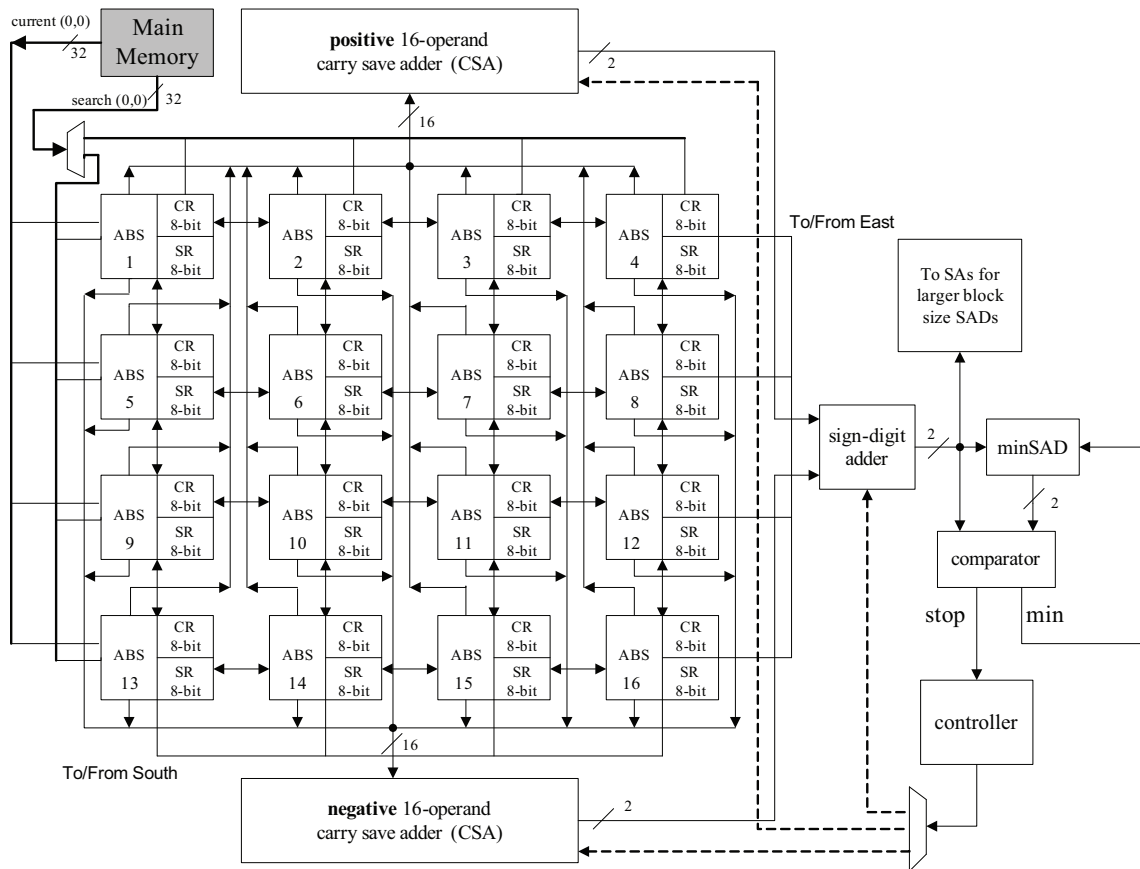 current (0,0)
32
Main
Memory
search (0,0)
32
positive 16-operand
carry save adder (CSA)
2
16
ABS
1
CR
8-bit
SR
8-bit
ABS
2
CR
8-bit
SR
8-bit
ABS
3
CR
8-bit
SR
8-bit
ABS
4
CR
8-bit
SR
8-bit
To/From East
ABS
5
CR
8-bit
SR
8-bit
ABS
6
CR
8-bit
SR
8-bit
ABS
7
CR
8-bit
SR
8-bit
ABS
8
CR
8-bit
SR
8-bit
ABS
9
CR
8-bit
SR
8-bit
ABS
10
CR
8-bit
SR
8-bit
ABS
11
CR
8-bit
SR
8-bit
ABS
12
CR
8-bit
SR
8-bit
ABS
13
CR
8-bit
SR
8-bit
ABS
14
CR
8-bit
SR
8-bit
ABS
15
CR
8-bit
SR
8-bit
ABS
16
CR
8-bit
SR
8-bit
16
To/From South
negative 16-operand
carry save adder (CSA)
2
To SAs for
larger block
size SADs
sign-digit
adder
2
minSAD
2
comparator
stop
min
controller